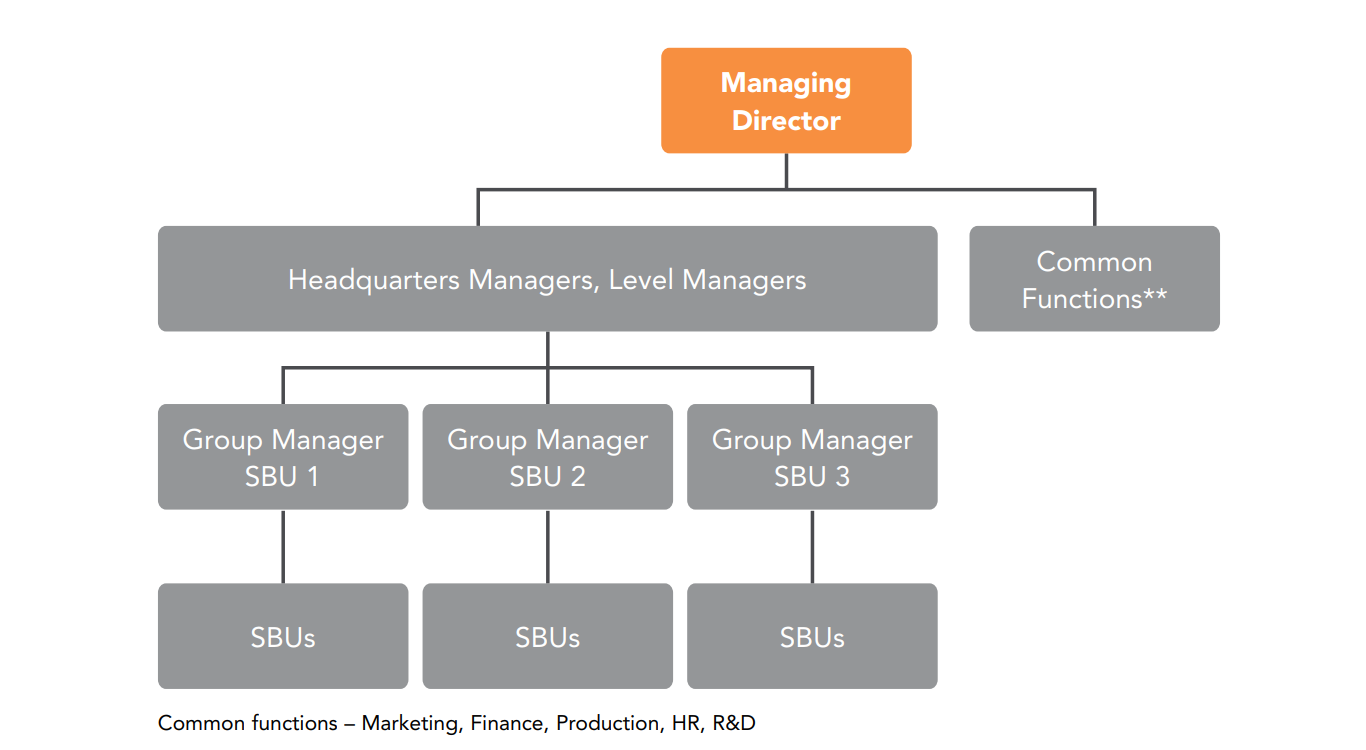 Managing
Director
Headquarters Managers, Level Managers
Common
Functions**
Group Manager
SBU 1
Group Manager
SBU 2
Group Manager
SBU 3
SBUs
SBUs
SBUs
Common functions – Marketing, Finance, Production, HR, R&D